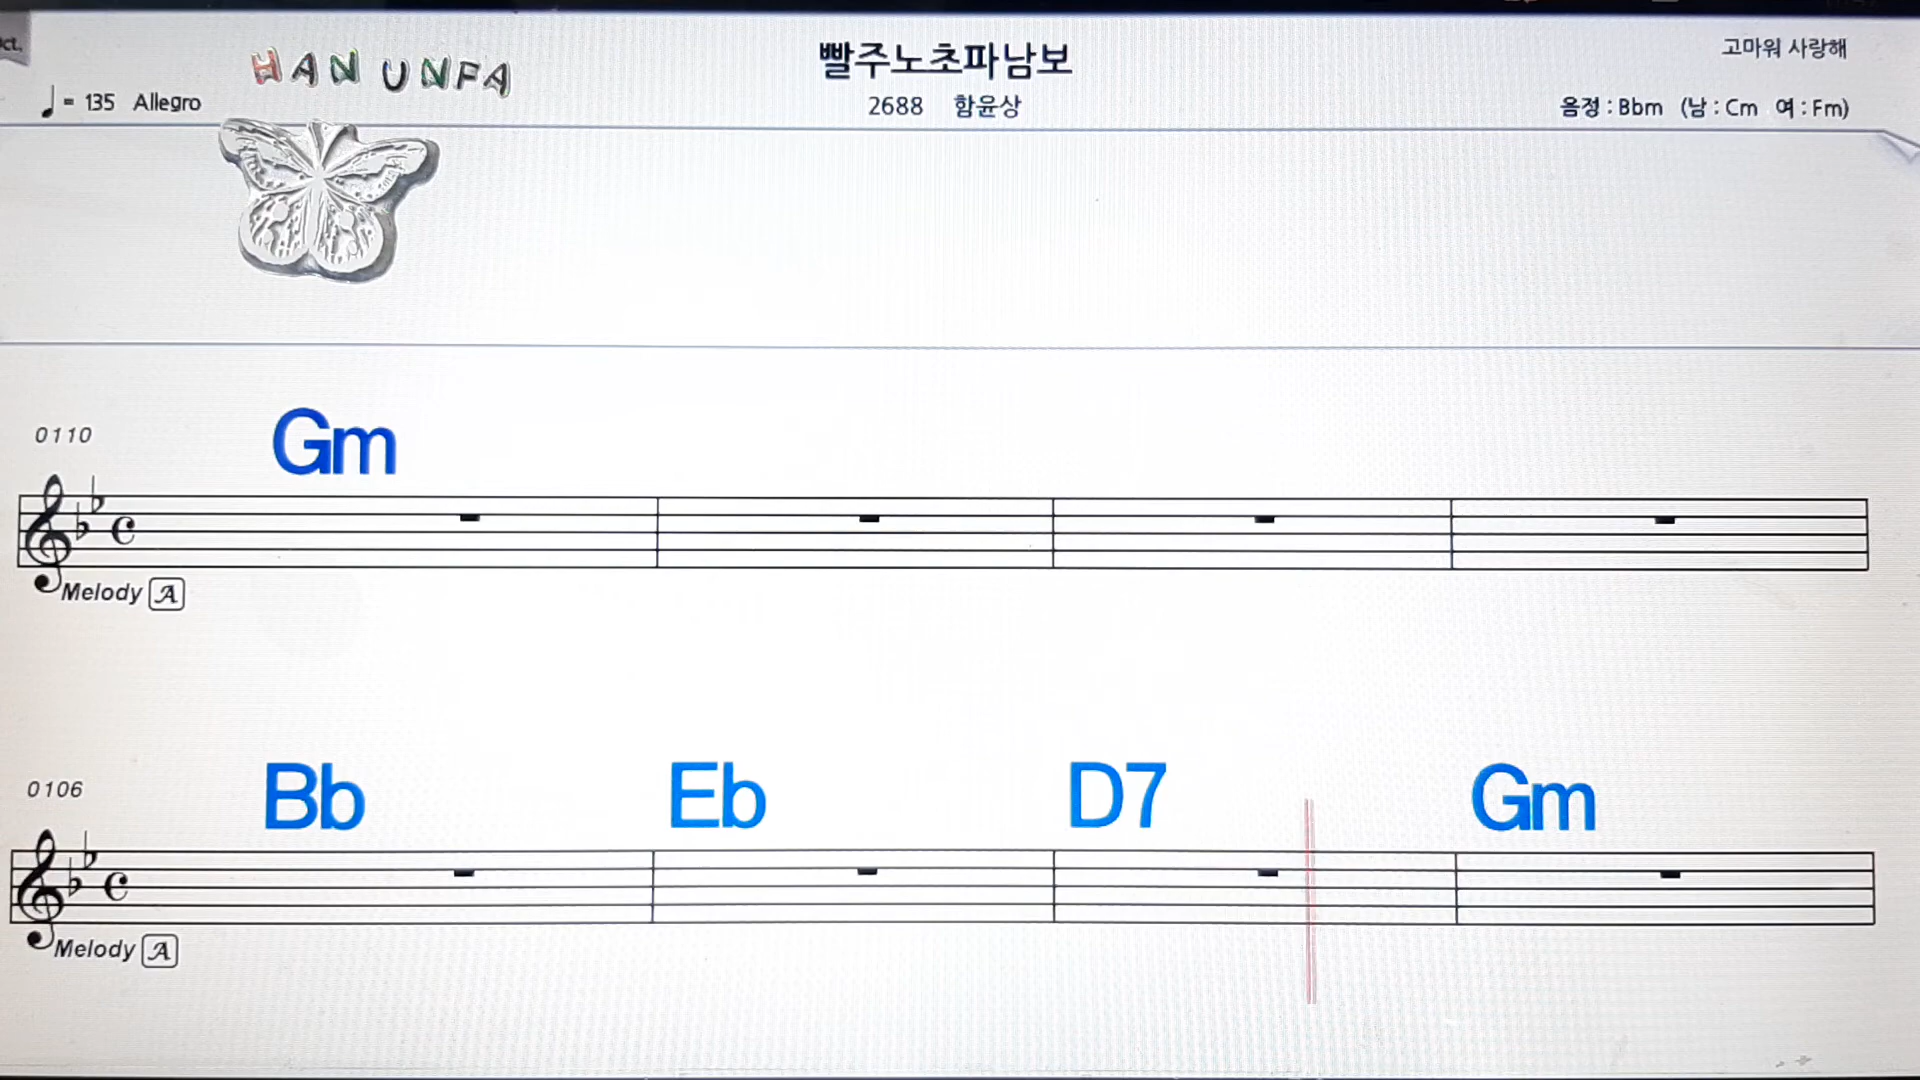 ct.
HAN UNFA
빨주노초파남보
고마워 사랑해
♩= 135 Allegro
2688 함윤상
음정 : Bbm (남 : Cm 여 : Fm)
0110
Gm
Melody A
0106
Bb Eb D7 Gm
Melody A